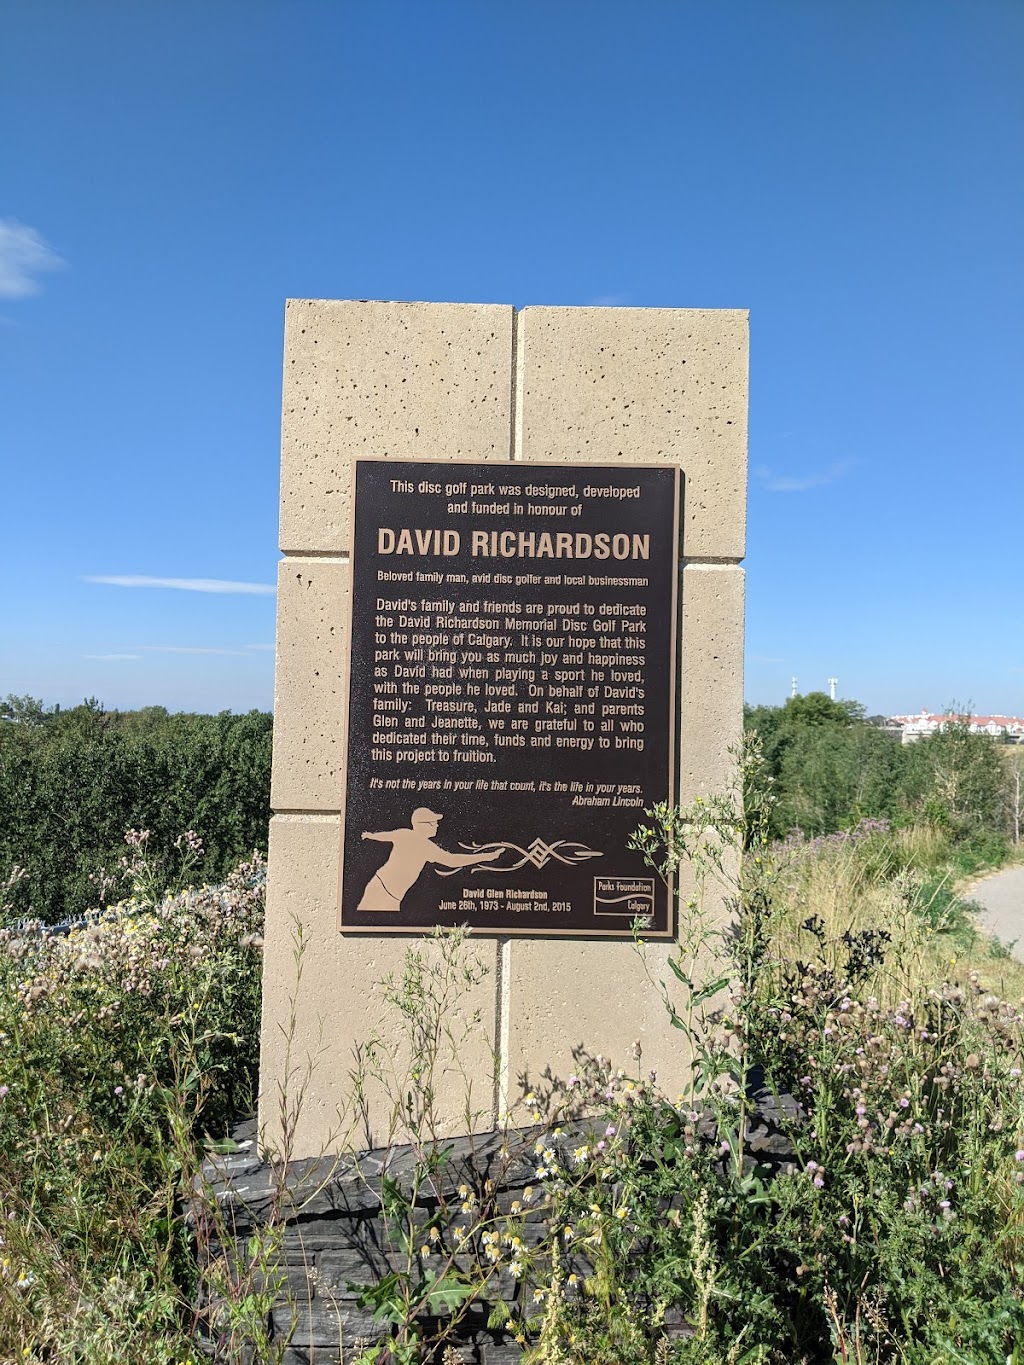 This disc golf park was designed, developed
and funded in honour of
DAVID RICHARDSON
Beloved family man, avid disc golfer and local businessman
David's family and friends are proud to dedicate
the David Richardson Memorial Disc Golf Park
to the people of Calgary. It is our hope that this
park will bring you as much joy and happiness
as David had when playing a sport he loved,
with the people he loved. On behalf of David's
family: Treasure, Jade and Kai; and parents
Glen and Jeanette, we are grateful to all who
dedicated their time, funds and energy to bring
this project to fruition.
It's not the years in your life that count, it's the life in your years.
Abraham Lincoln
David Glen Richardson
June 26th, 1973 - August 2nd, 2015
Parks Foundation
Calgary